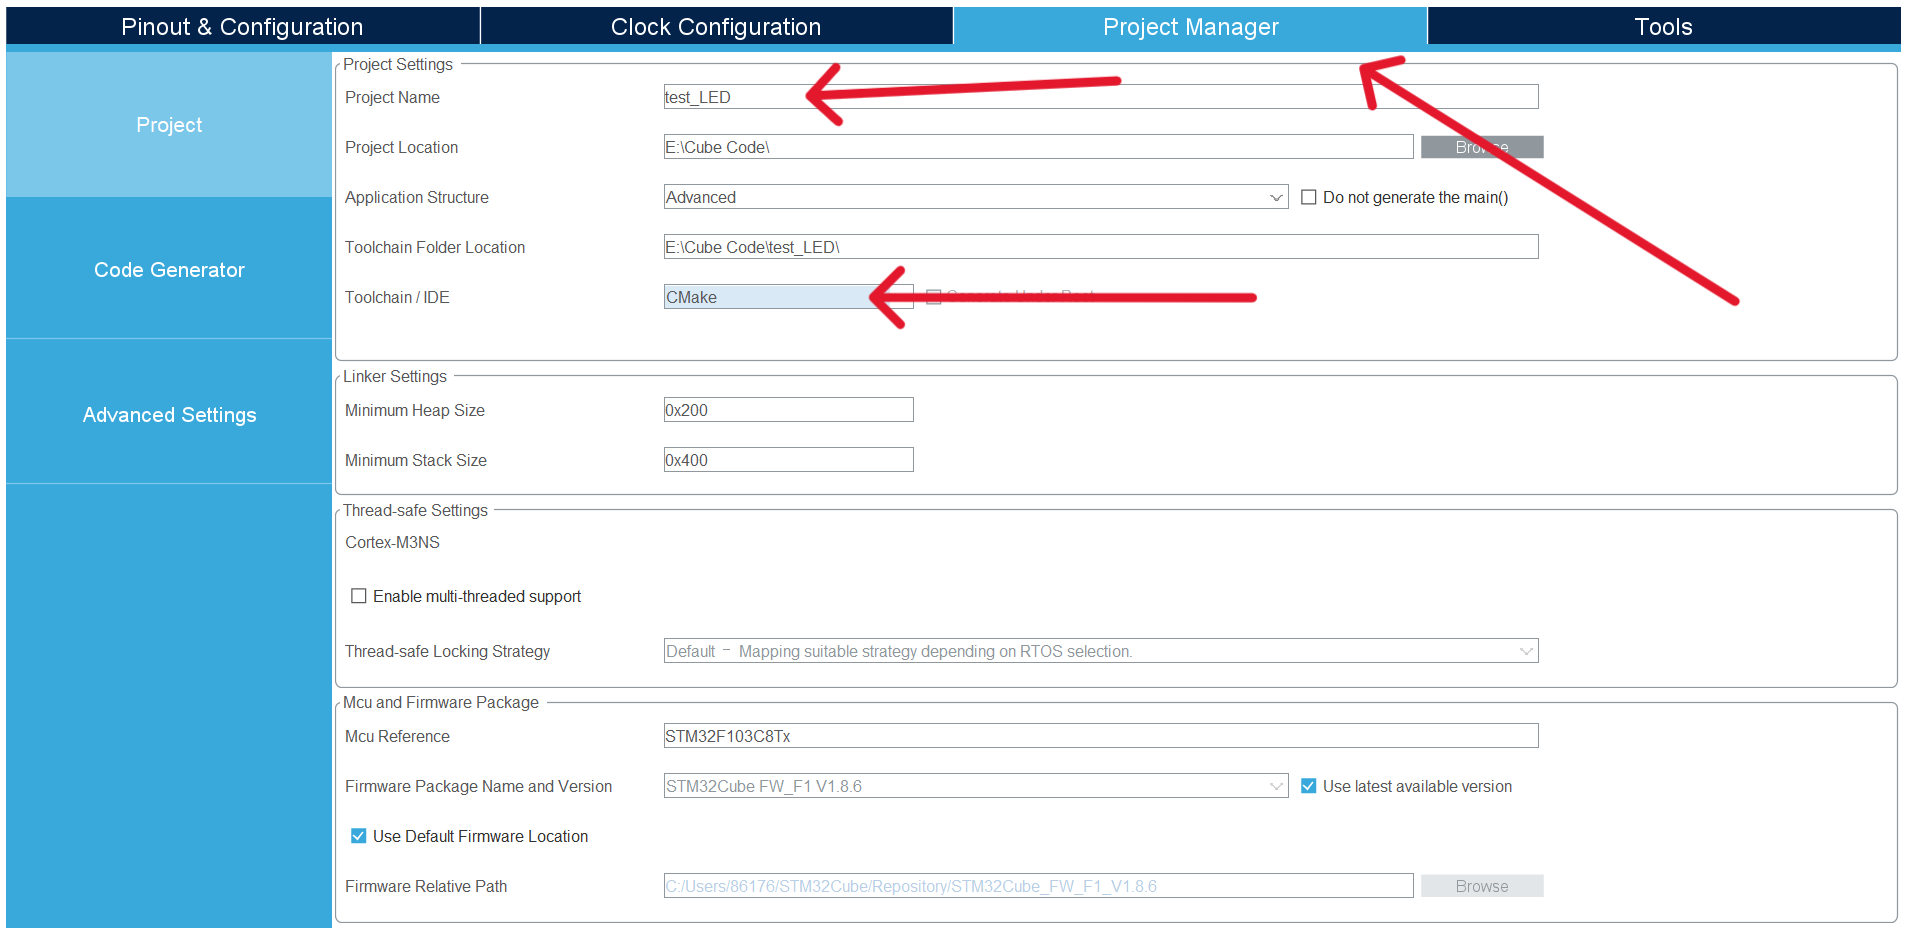 Pinout & Configuration
Clock Configuration
Project Manager
Tools
Project
Code Generator
Advanced Settings
Project Settings
Project Name
test_LED
Project Location
E:\Cube Code\
Browse
Application Structure
Advanced
Do not generate the main()
Toolchain Folder Location
E:\Cube Code\test_LED\
Toolchain / IDE
CMake
Linker Settings
Minimum Heap Size
0x200
Minimum Stack Size
0x400
Thread-safe Settings
Cortex-M3NS
Enable multi-threaded support
Thread-safe Locking Strategy
Default - Mapping suitable strategy depending on RTOS selection.
Mcu and Firmware Package
Mcu Reference
STM32F103C8Tx
Firmware Package Name and Version
STM32Cube FW_F1 V1.8.6
Use latest available version
Use Default Firmware Location
Firmware Relative Path
C:/Users/86176/STM32Cube/Repository/STM32Cube_FW_F1_V1.8.6
Browse